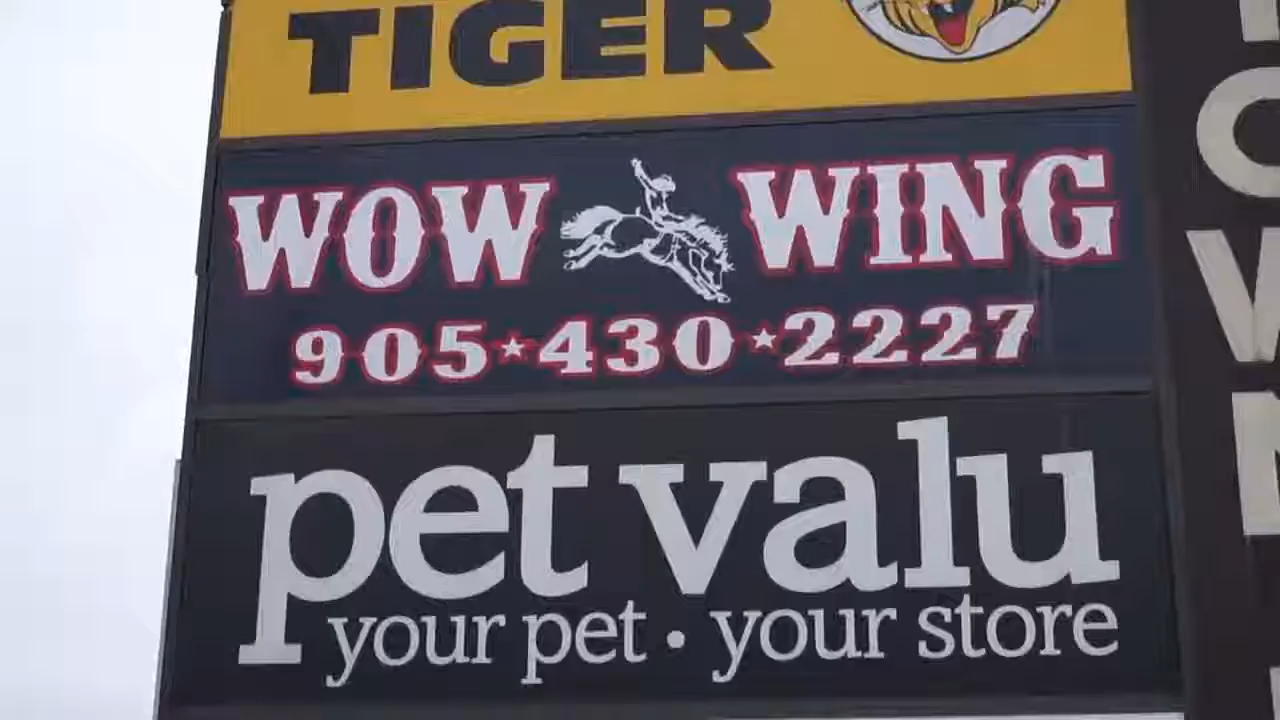 TIGER
WOW WING
905★430★2227
pet valu
your pet · your store